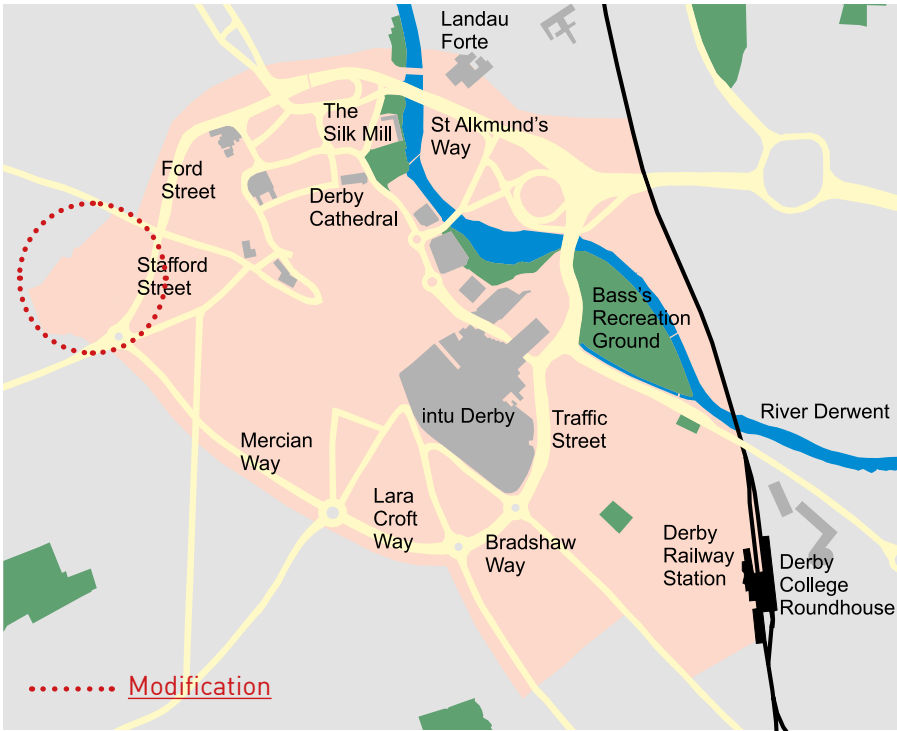 Landau
Forte
The
Silk Mill
St Alkmund's
Way
Ford
Street
Derby
Cathedral
Stafford
Street
Bass's
Recreation
Ground
intu Derby
Traffic
Street
River Derwent
Mercian
Way
Lara
Croft
Way
Bradshaw
Way
Derby
Railway
Station
Derby
College
Roundhouse
Modification